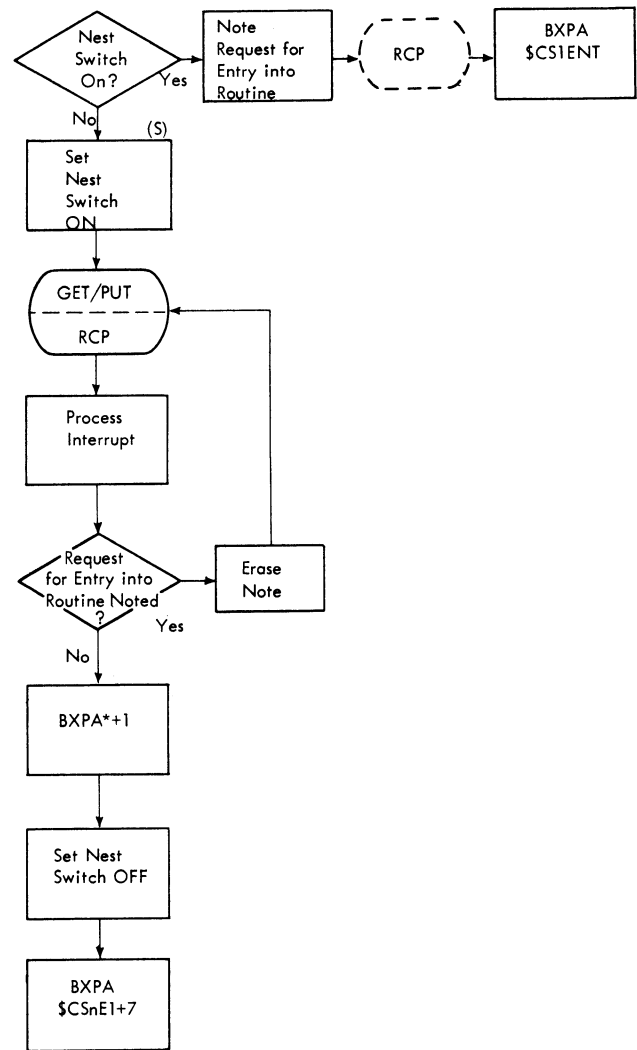 Nest
Switch
On?
Yes
Note
Request for
Entry into
Routine
RCP
BXPA
$CS1ENT
No
(S)
Set
Nest
Switch
ON
GET/PUT
RCP
Process
Interrupt
Request
for Entry into
Routine Noted
?
Yes
Erase
Note
No
BXPA*+1
Set Nest
Switch OFF
BXPA
$CSnE1+7